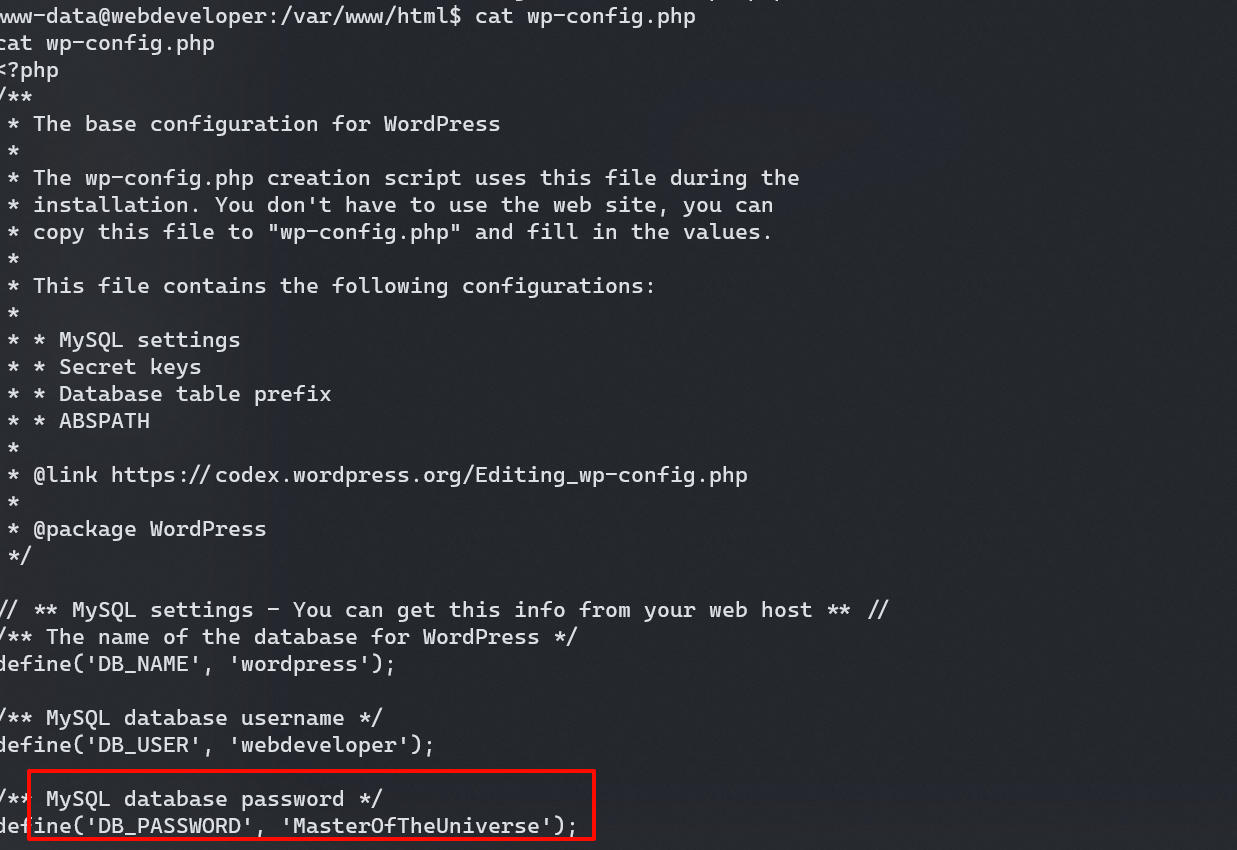 www-data@webdeveloper:/var/www/html$ cat wp-config.php
cat wp-config.php
<?php
/**
 * The base configuration for WordPress
 *
 * The wp-config.php creation script uses this file during the
 * installation. You don't have to use the web site, you can
 * copy this file to "wp-config.php" and fill in the values.
 *
 * This file contains the following configurations:
 *
 * * MySQL settings
 * * Secret keys
 * * Database table prefix
 * * ABSPATH
 *
 * @link https://codex.wordpress.org/Editing_wp-config.php
 *
 * @package WordPress
 */

// ** MySQL settings - You can get this info from your web host ** //
/** The name of the database for WordPress */
define('DB_NAME', 'wordpress');

/** MySQL database username */
define('DB_USER', 'webdeveloper');

/** MySQL database password */
define('DB_PASSWORD', 'MasterOfTheUniverse');